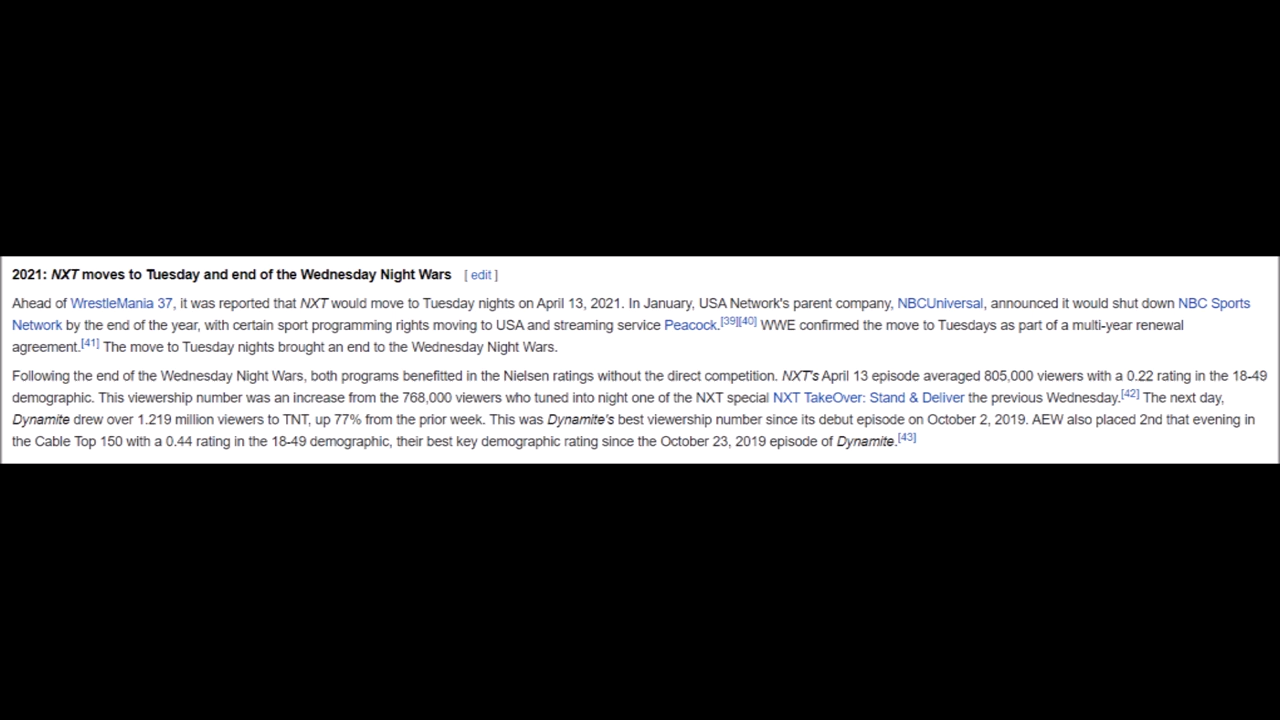 2021: NXT moves to Tuesday and end of the Wednesday Night Wars [ edit ]
Ahead of WrestleMania 37, it was reported that NXT would move to Tuesday nights on April 13, 2021. In January, USA Network's parent company, NBCUniversal, announced it would shut down NBC Sports
Network by the end of the year, with certain sport programming rights moving to USA and streaming service Peacock.[39][40] WWE confirmed the move to Tuesdays as part of a multi-year renewal
agreement.[41] The move to Tuesday nights brought an end to the Wednesday Night Wars.
Following the end of the Wednesday Night Wars, both programs benefitted in the Nielsen ratings without the direct competition. NXT's April 13 episode averaged 805,000 viewers with a 0.22 rating in the 18-49
demographic. This viewership number was an increase from the 768,000 viewers who tuned into night one of the NXT special NXT TakeOver: Stand & Deliver the previous Wednesday.[42] The next day,
Dynamite drew over 1.219 million viewers to TNT, up 77% from the prior week. This was Dynamite's best viewership number since its debut episode on October 2, 2019. AEW also placed 2nd that evening in
the Cable Top 150 with a 0.44 rating in the 18-49 demographic, their best key demographic rating since the October 23, 2019 episode of Dynamite.[43]